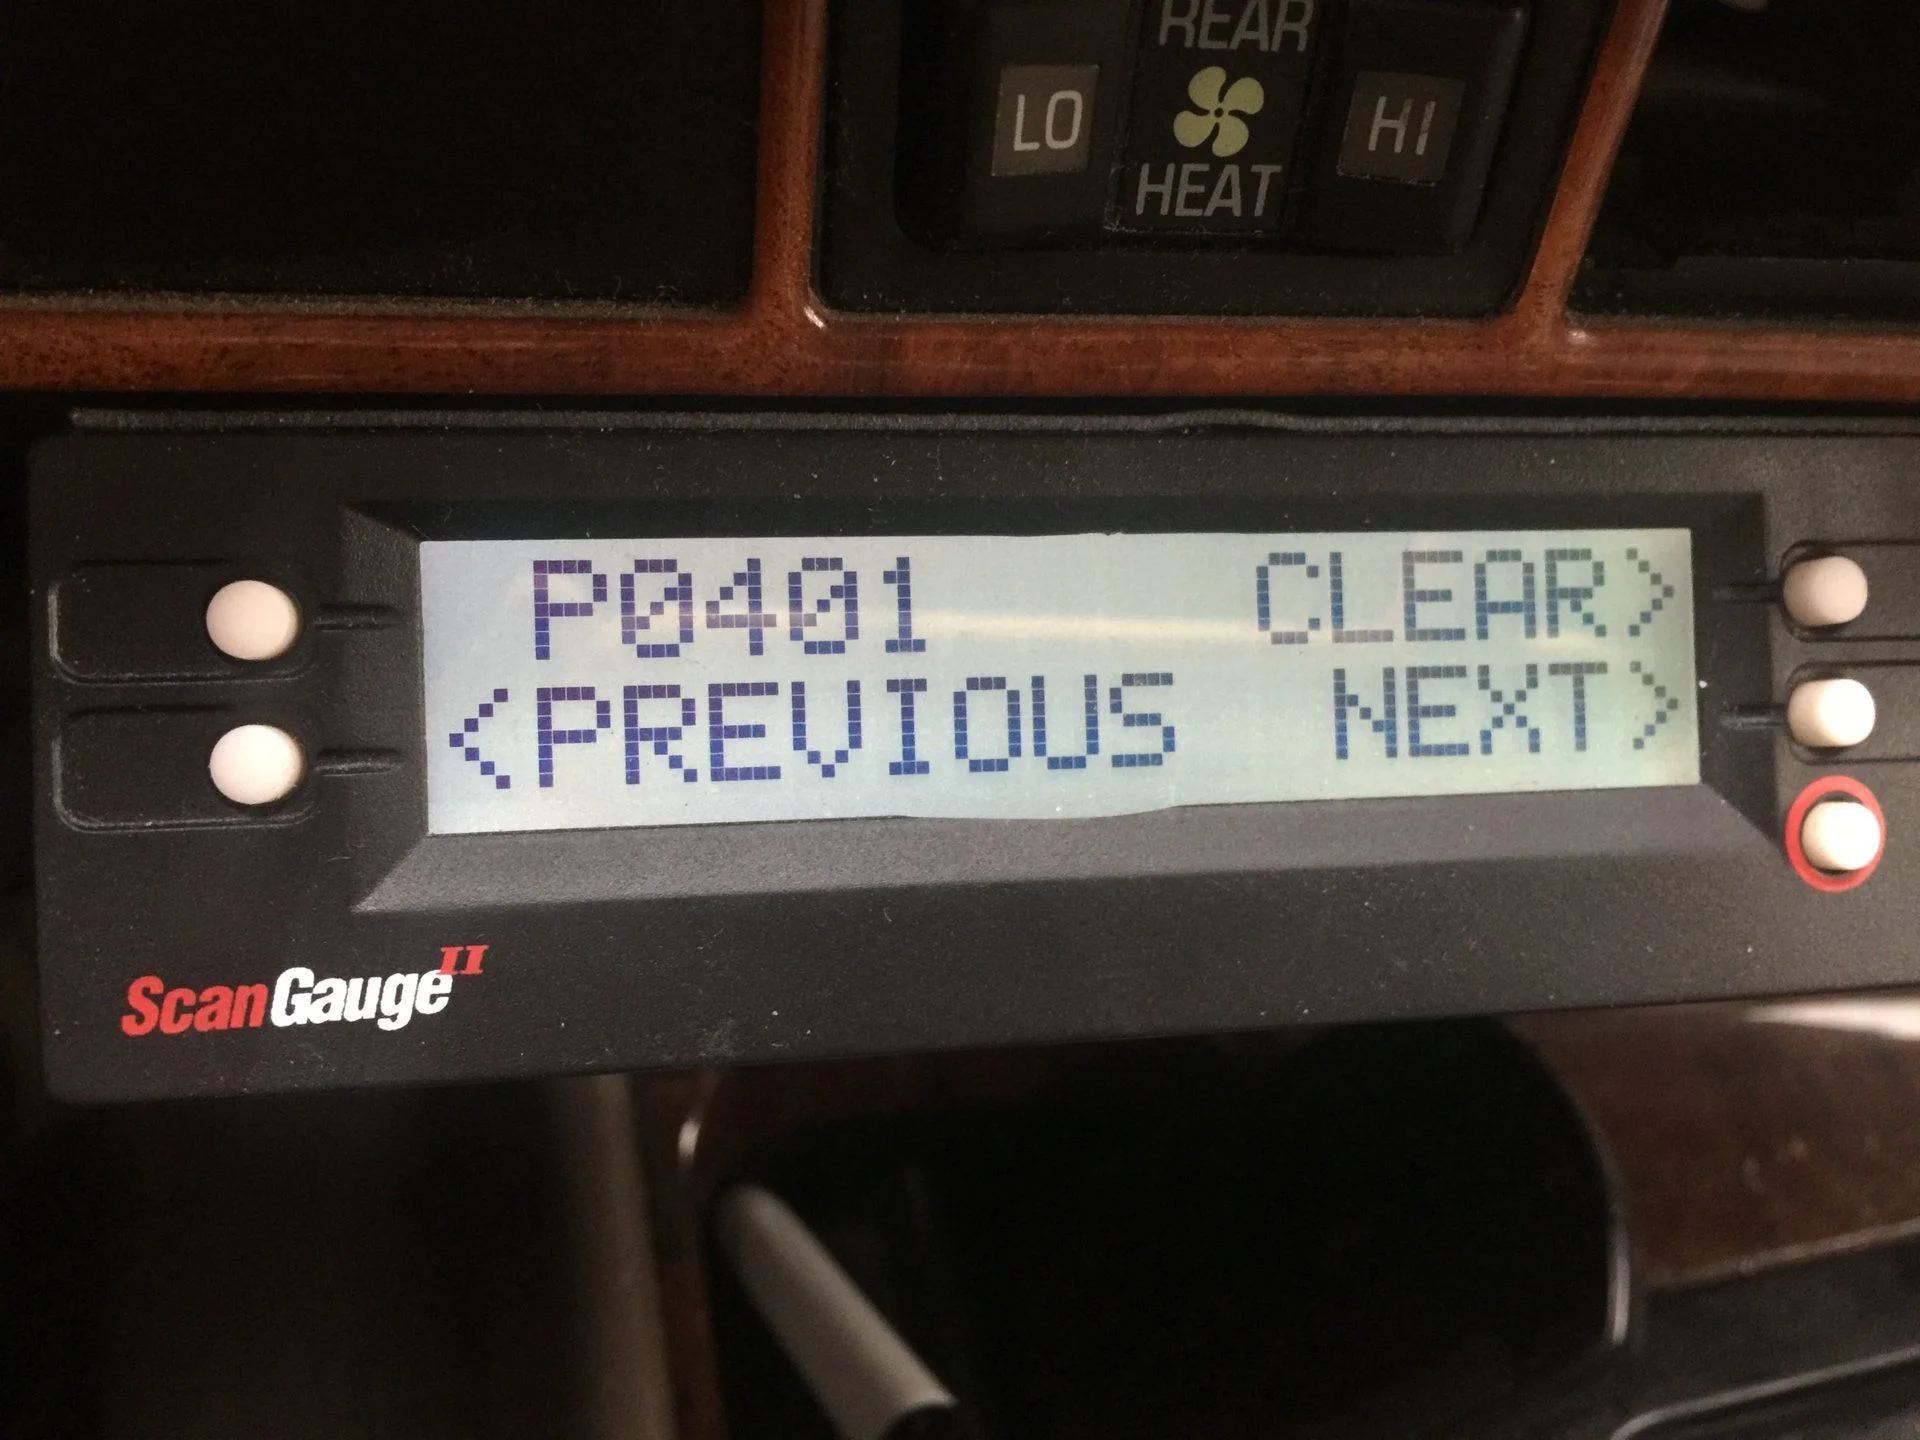 REAR
LO HI
HEAT
P0401 CLEAR>
<PREVIOUS NEXT>
ScanGauge II